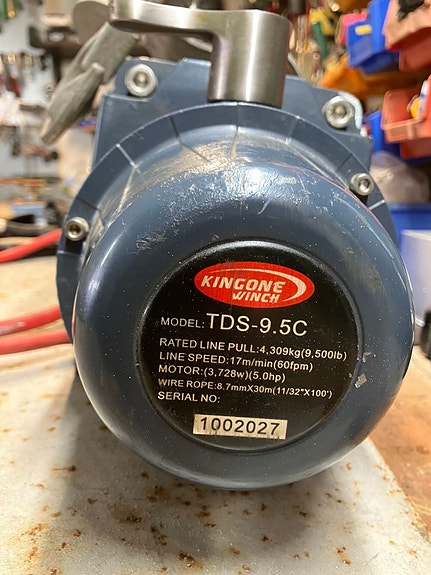 KINGONE
WINCH
MODEL: TDS-9.5C
RATED LINE PULL:4,309kg(9,500lb)
LINE SPEED:17m/min(60fpm)
MOTOR:(3,728w)(5.0hp)
WIRE ROPE:8.7mmX30m(11/32"X100')
SERIAL NO:
1002027